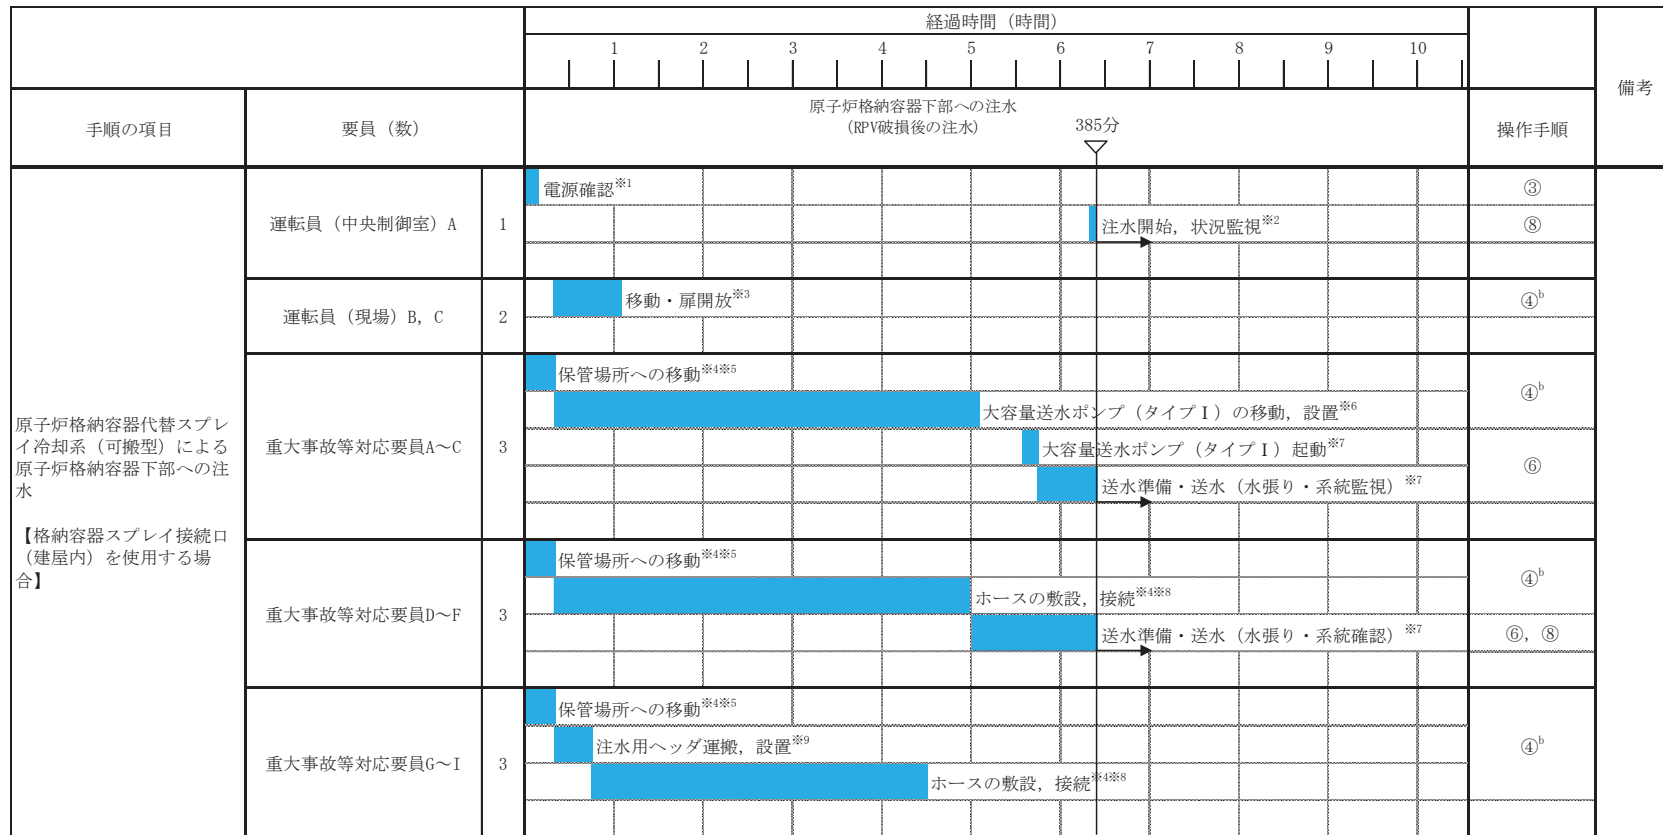 経過時間（時間）
1 2 3 4 5 6 7 8 9 10
備考
手順の項目
要員（数）
原子炉格納容器下部への注水
（RPV破損後の注水）
385分
操作手順
原子炉格納容器代替スプレ
イ冷却系（可搬型）による
原子炉格納容器下部への注
水
【格納容器スプレイ接続口
（建屋内）を使用する場
合】
運転員（中央制御室）A
1
電源確認※1
③
注水開始，状況監視※2
⑧
運転員（現場）B，C
2
移動・扉開放※3
④b
重大事故等対応要員A～C
3
保管場所への移動※4※5
大容量送水ポンプ（タイプⅠ）の移動，設置※6
④b
大容量送水ポンプ（タイプⅠ）起動※7
送水準備・送水（水張り・系統監視）※7
⑥
重大事故等対応要員D～F
3
保管場所への移動※4※5
ホースの敷設，接続※4※8
④b
送水準備・送水（水張り・系統確認）※7
⑥，⑧
重大事故等対応要員G～I
3
保管場所への移動※4※5
注水用ヘッダ運搬，設置※9
ホースの敷設，接続※4※8
④b